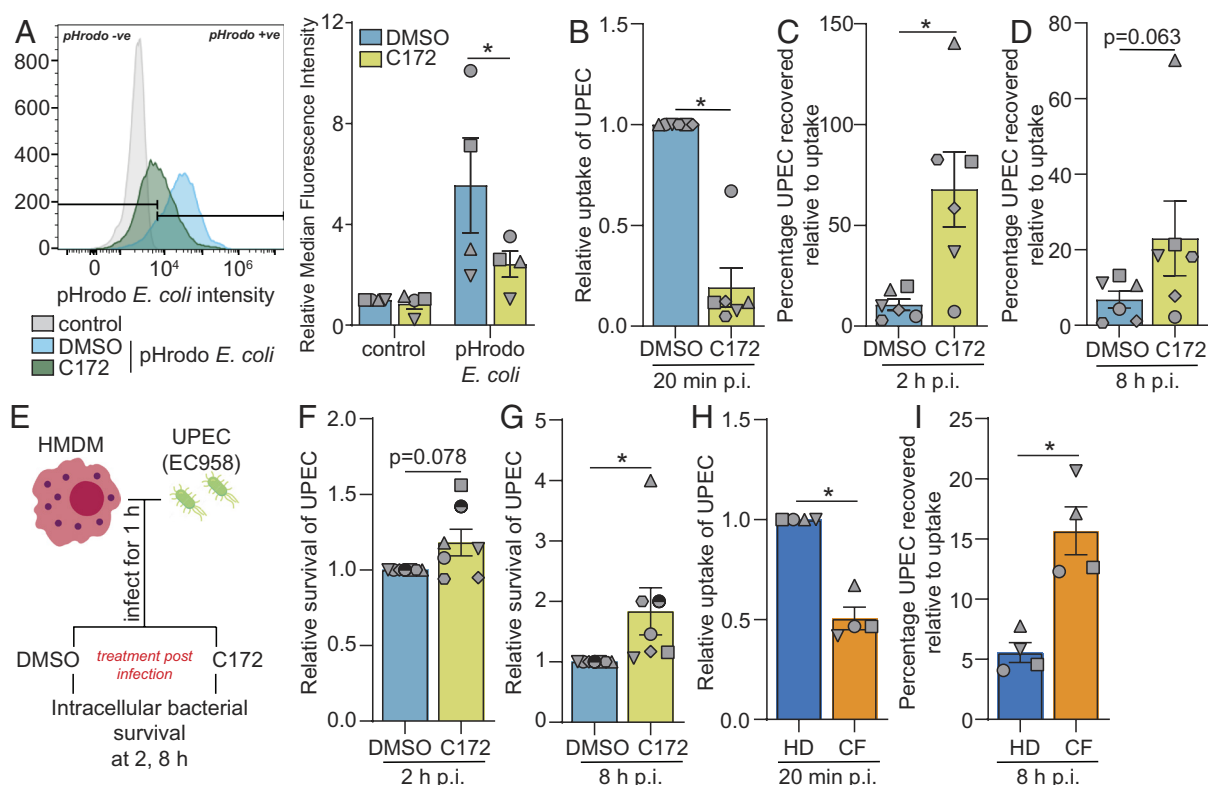 A
pHrodo -ve
pHrodo +ve
800
600
400
200
0
0
10⁴
10⁶
pHrodo E. coli intensity
control
DMSO
C172
pHrodo E. coli
Relative Median Fluorescence Intensity
12
8
4
0
DMSO
C172
*
control
pHrodo
E. coli
B
Relative uptake of UPEC
1.5
1.0
0.5
0.0
*
DMSO C172
20 min p.i.
C
Percentage UPEC recovered
relative to uptake
150
100
50
0
*
DMSO C172
2 h p.i.
D
Percentage UPEC recovered
relative to uptake
80
60
40
20
0
p=0.063
DMSO C172
8 h p.i.
E
HMDM
UPEC
(EC958)
infect for 1 h
DMSO
treatment post
infection
C172
Intracellular bacterial
survival
at 2, 8 h
F
Relative survival of UPEC
2.0
1.5
1.0
0.5
0.0
p=0.078
DMSO C172
2 h p.i.
G
Relative survival of UPEC
5
4
3
2
1
0
*
DMSO C172
8 h p.i.
H
Relative uptake of UPEC
1.5
1.0
0.5
0.0
*
HD CF
20 min p.i.
I
Percentage UPEC recovered
relative to uptake
25
20
15
10
5
0
*
HD CF
8 h p.i.